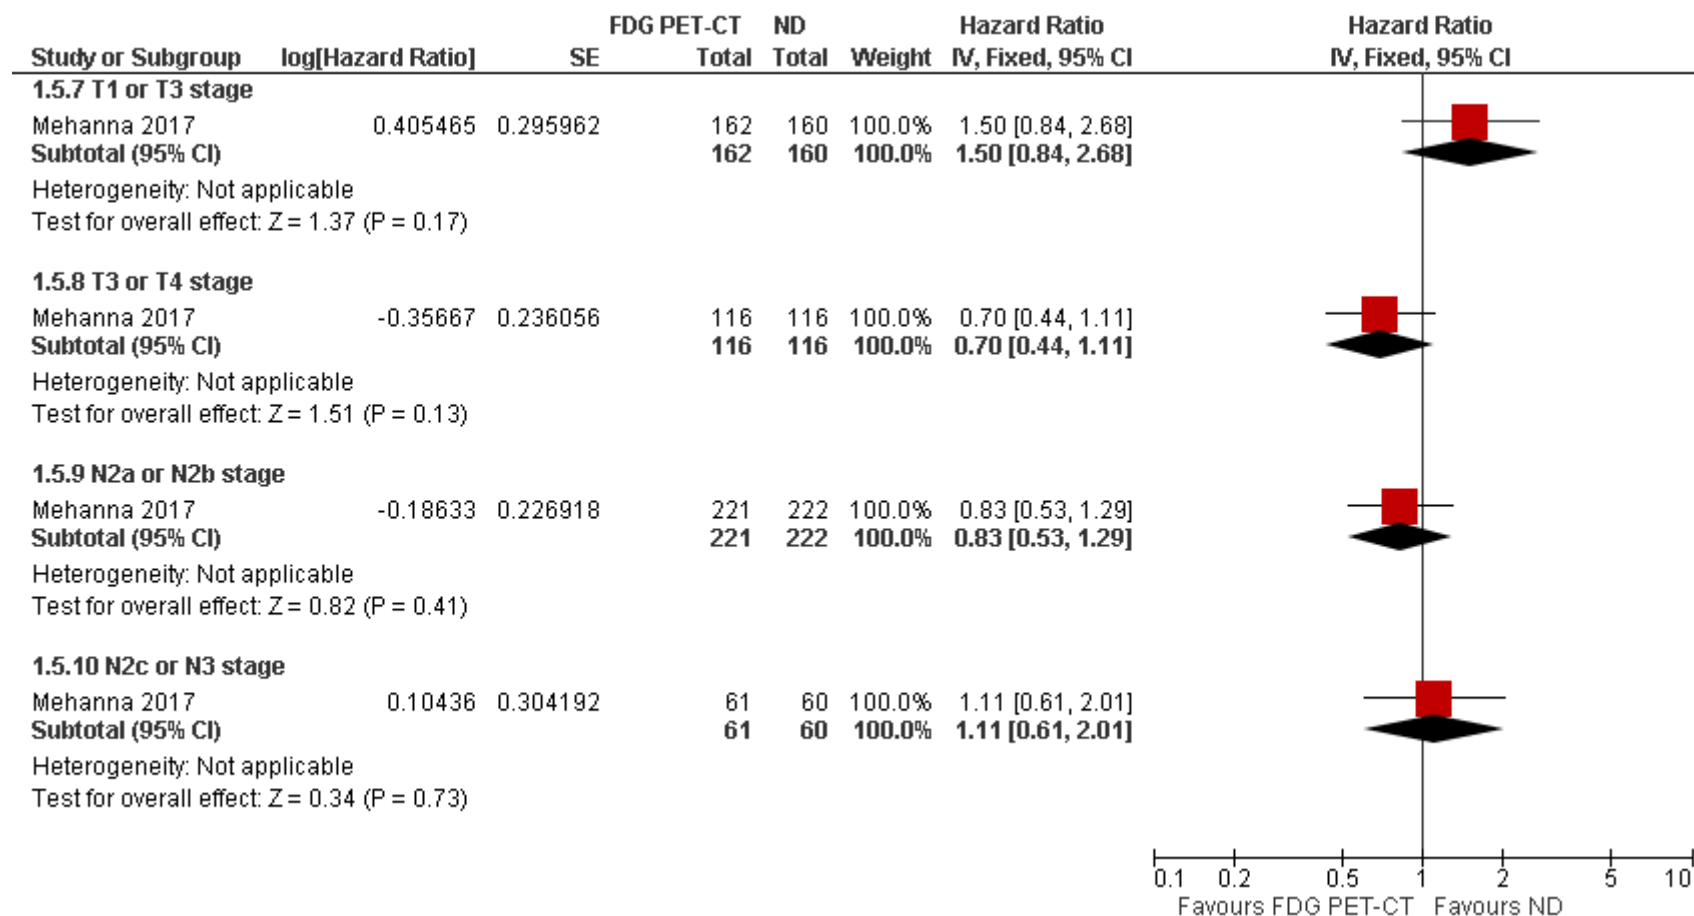 FDG PET-CT ND Hazard Ratio Hazard Ratio
Study or Subgroup log[Hazard Ratio] SE Total Total Weight IV, Fixed, 95% CI IV, Fixed, 95% CI
1.5.7 T1 or T3 stage
Mehanna 2017 0.405465 0.295962 162 160 100.0% 1.50 [0.84, 2.68]
Subtotal (95% CI) 162 160 100.0% 1.50 [0.84, 2.68]
Heterogeneity: Not applicable
Test for overall effect: Z = 1.37 (P = 0.17)
1.5.8 T3 or T4 stage
Mehanna 2017 -0.35667 0.236056 116 116 100.0% 0.70 [0.44, 1.11]
Subtotal (95% CI) 116 116 100.0% 0.70 [0.44, 1.11]
Heterogeneity: Not applicable
Test for overall effect: Z = 1.51 (P = 0.13)
1.5.9 N2a or N2b stage
Mehanna 2017 -0.18633 0.226918 221 222 100.0% 0.83 [0.53, 1.29]
Subtotal (95% CI) 221 222 100.0% 0.83 [0.53, 1.29]
Heterogeneity: Not applicable
Test for overall effect: Z = 0.82 (P = 0.41)
1.5.10 N2c or N3 stage
Mehanna 2017 0.10436 0.304192 61 60 100.0% 1.11 [0.61, 2.01]
Subtotal (95% CI) 61 60 100.0% 1.11 [0.61, 2.01]
Heterogeneity: Not applicable
Test for overall effect: Z = 0.34 (P = 0.73)
0.1 0.2 0.5 1 2 5 10
Favours FDG PET-CT Favours ND